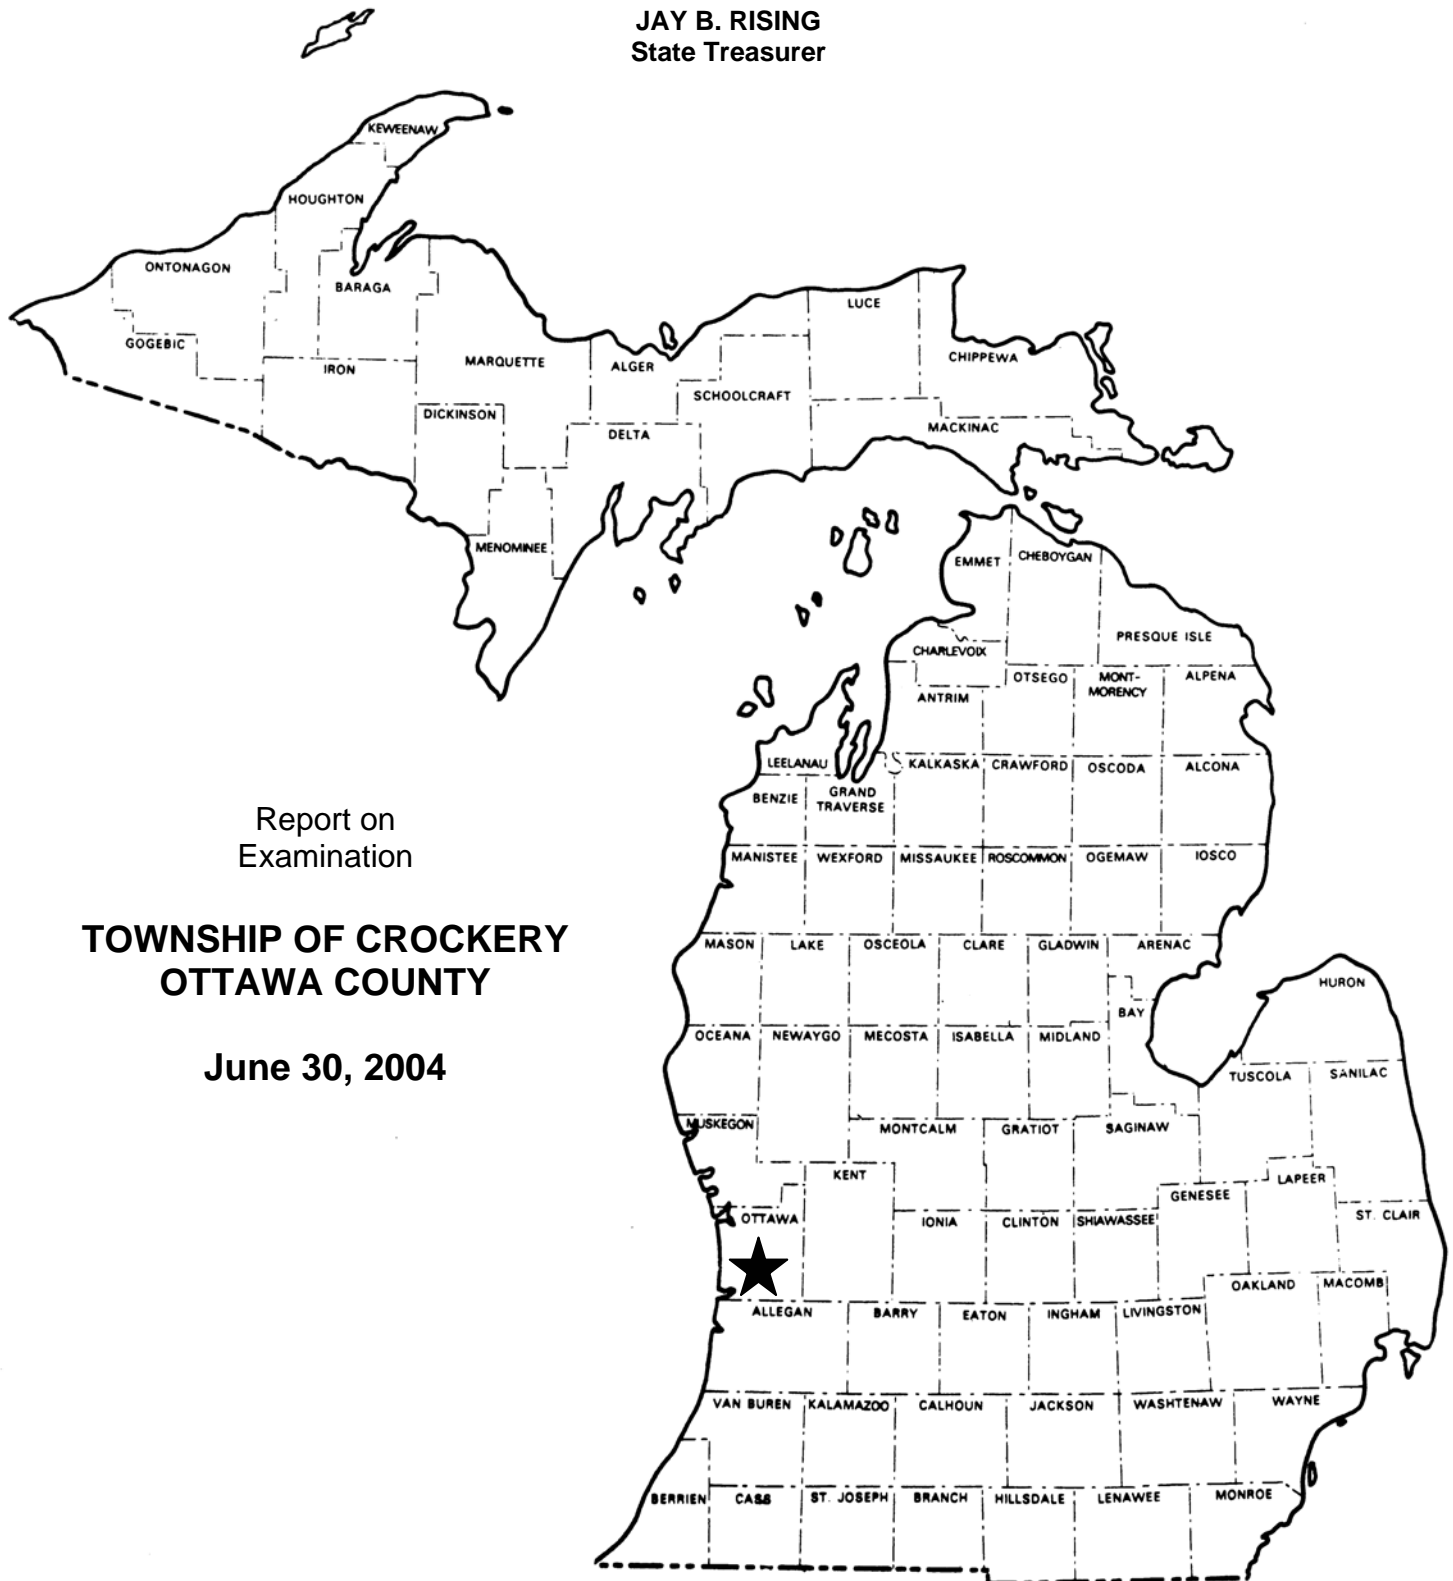 JAY B. RISING
State Treasurer
KEWEENAW
HOUGHTON
ONTONAGON
BARAGA
LUCE
GOGEBIC
IRON
MARQUETTE
ALGER
CHIPPEWA
SCHOOLCRAFT
DICKINSON
MACKINAC
DELTA
MENOMINEE
EMMET
CHEBOYGAN
PRESQUE ISLE
CHARLEVOIX
OTSEGO
MONT-
MORENCY
ALPENA
ANTRIM
LEELANAU
KALKASKA
CRAWFORD
OSCODA
ALCONA
BENZIE
GRAND
TRAVERSE
Report on
Examination
MANISTEE
WEXFORD
MISSAUKEE
ROSCOMMON
OGEMAW
IOSCO
TOWNSHIP OF CROCKERY
OTTAWA COUNTY
MASON
LAKE
OSCEOLA
CLARE
GLADWIN
ARENAC
HURON
BAY
OCEANA
NEWAYGO
MECOSTA
ISABELLA
MIDLAND
June 30, 2004
TUSCOLA
SANILAC
MUSKEGON
MONTCALM
GRATIOT
SAGINAW
KENT
LAPEER
GENESEE
OTTAWA
IONIA
CLINTON
SHIAWASSEE
ST. CLAIR
OAKLAND
MACOMB
ALLEGAN
BARRY
EATON
INGHAM
LIVINGSTON
VAN BUREN
KALAMAZOO
CALHOUN
JACKSON
WASHTENAW
WAYNE
BERRIEN
CASS
ST. JOSEPH
BRANCH
HILLSDALE
LENAWEE
MONROE